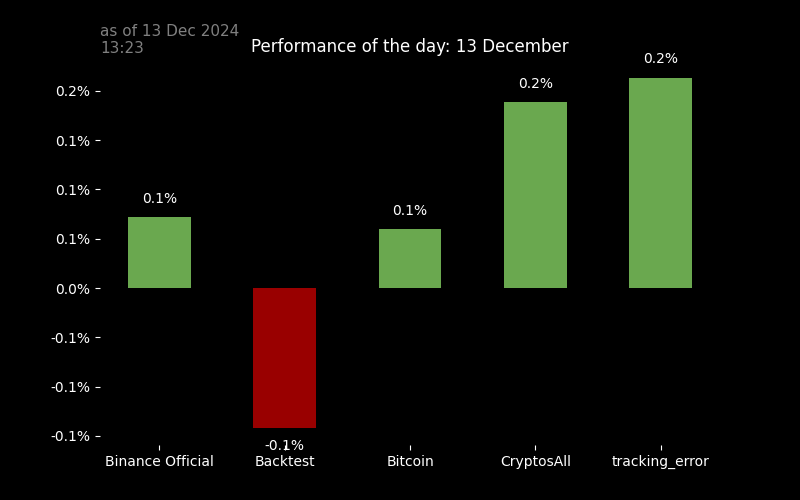 as of 13 Dec 2024
13:23
Performance of the day: 13 December
0.2%
0.1%
0.1%
0.1%
0.0%
-0.1%
-0.1%
-0.1%
0.1%
-0.1%
0.1%
0.2%
0.2%
Binance Official
Backtest
Bitcoin
CryptosAll
tracking_error